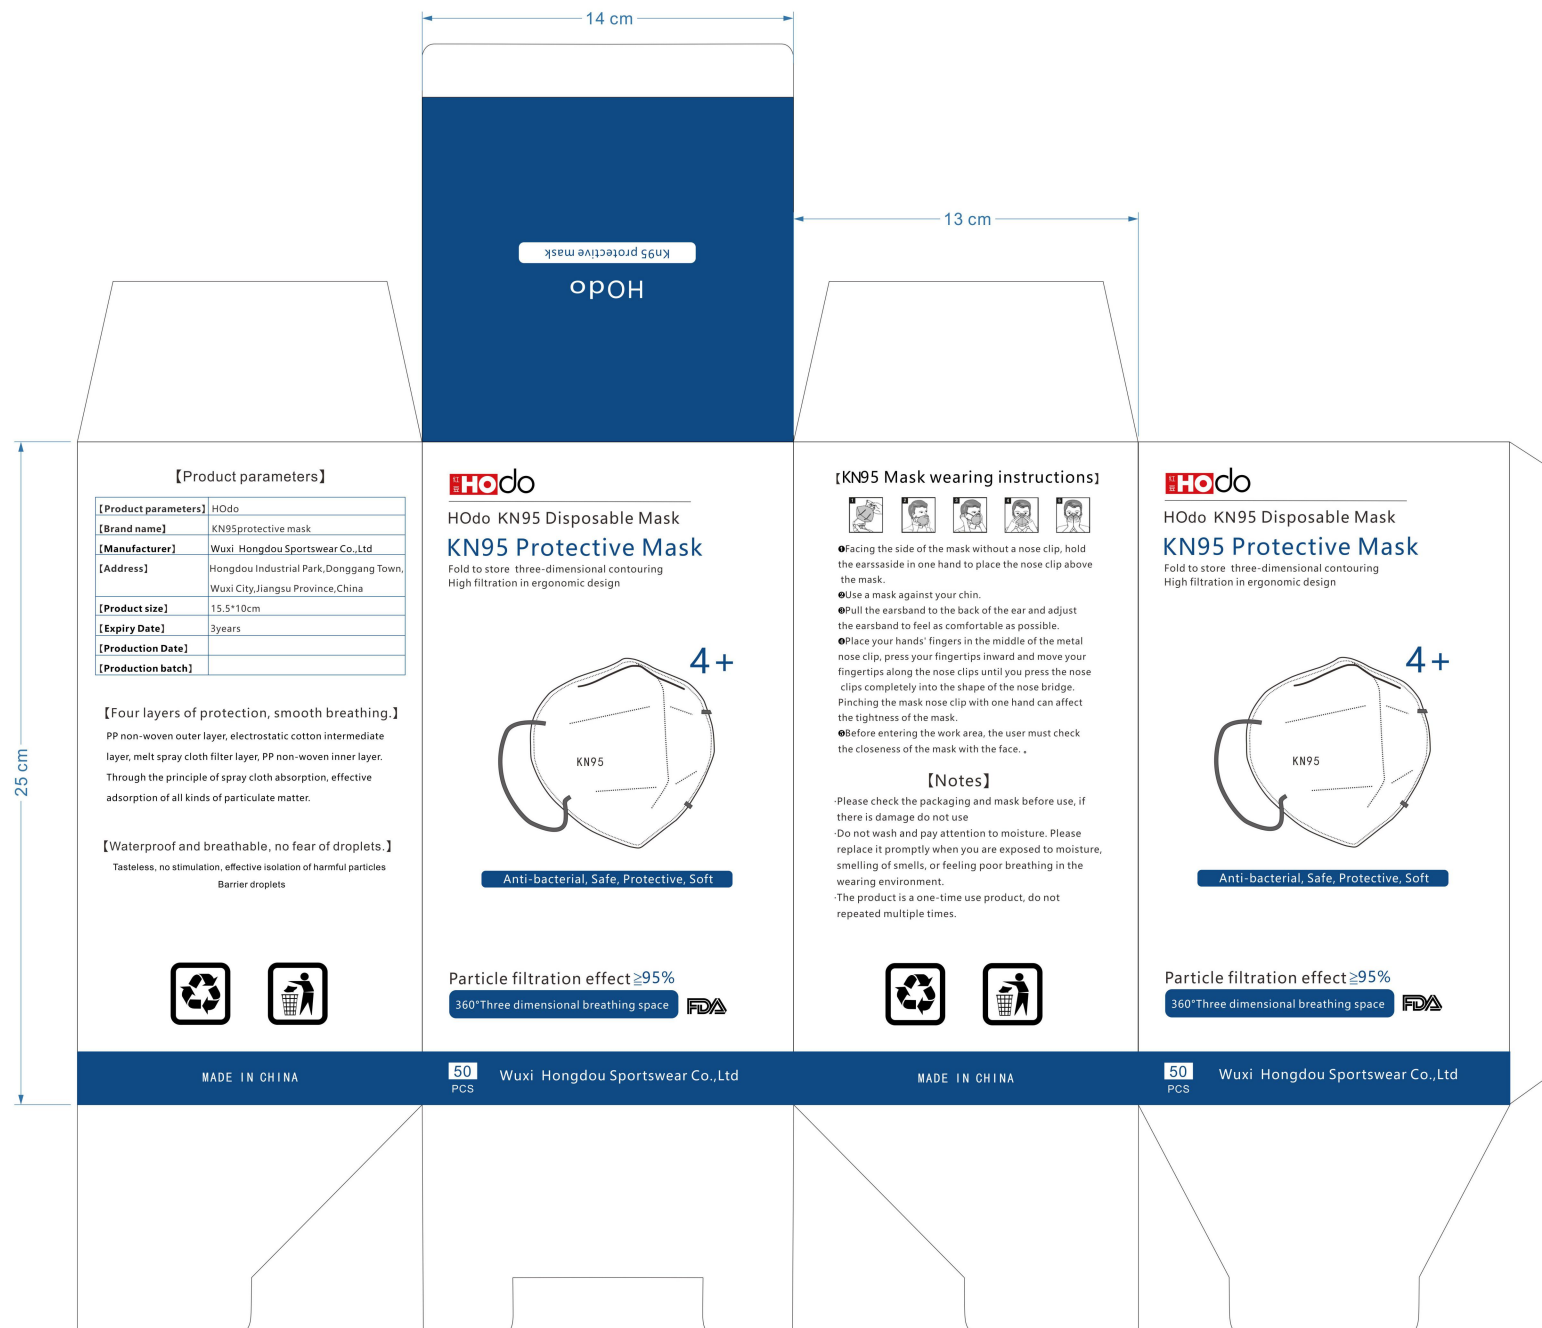 14 cm
13 cm
25 cm
Kn95 protective mask
HOdo
【Product parameters】
【Product parameters】 HOdo
【Brand name】 KN95protective mask
【Manufacturer】 Wuxi Hongdou Sportswear Co.,Ltd
【Address】 Hongdou Industrial Park,Donggang Town,
Wuxi City,Jiangsu Province,China
【Product size】 15.5*10cm
【Expiry Date】 3years
【Production Date】
【Production batch】
【Four layers of protection, smooth breathing.】
PP non-woven outer layer, electrostatic cotton intermediate
layer, melt spray cloth filter layer, PP non-woven inner layer.
Through the principle of spray cloth absorption, effective
adsorption of all kinds of particulate matter.
【Waterproof and breathable, no fear of droplets.】
Tasteless, no stimulation, effective isolation of harmful particles
Barrier droplets
MADE IN CHINA
红豆 HOdo
HOdo KN95 Disposable Mask
KN95 Protective Mask
Fold to store three-dimensional contouring
High filtration in ergonomic design
4+
KN95
Anti-bacterial, Safe, Protective, Soft
Particle filtration effect≧95%
360°Three dimensional breathing space FDA
50
PCS
Wuxi Hongdou Sportswear Co.,Ltd
【KN95 Mask wearing instructions】
1 2 3 4 5
❶Facing the side of the mask without a nose clip, hold
the earssaside in one hand to place the nose clip above
the mask.
❷Use a mask against your chin.
❸Pull the earsband to the back of the ear and adjust
the earsband to feel as comfortable as possible.
❹Place your hands' fingers in the middle of the metal
nose clip, press your fingertips inward and move your
fingertips along the nose clips until you press the nose
clips completely into the shape of the nose bridge.
Pinching the mask nose clip with one hand can affect
the tightness of the mask.
❺Before entering the work area, the user must check
the closeness of the mask with the face. 。
【Notes】
·Please check the packaging and mask before use, if
there is damage do not use
·Do not wash and pay attention to moisture. Please
replace it promptly when you are exposed to moisture,
smelling of smells, or feeling poor breathing in the
wearing environment.
·The product is a one-time use product, do not
repeated multiple times.
MADE IN CHINA
红豆 HOdo
HOdo KN95 Disposable Mask
KN95 Protective Mask
Fold to store three-dimensional contouring
High filtration in ergonomic design
4+
KN95
Anti-bacterial, Safe, Protective, Soft
Particle filtration effect≧95%
360°Three dimensional breathing space FDA
50
PCS
Wuxi Hongdou Sportswear Co.,Ltd